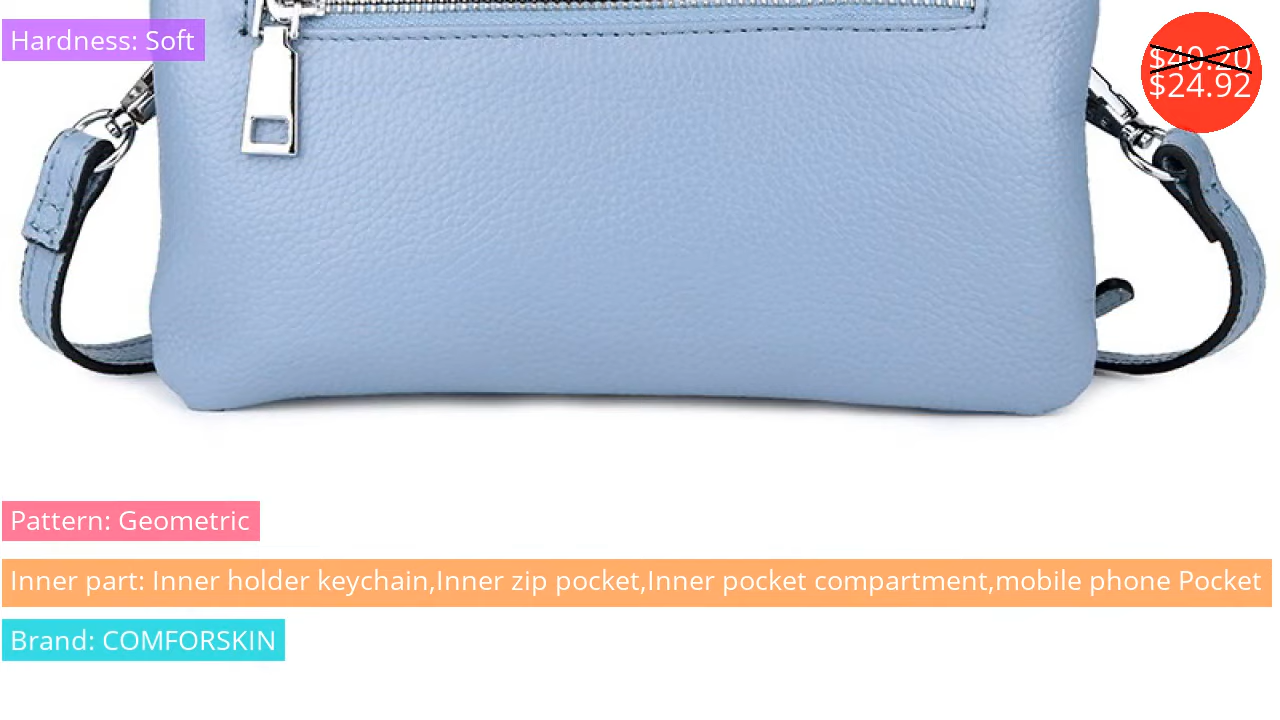 Hardness: Soft
$40.20
$24.92
Pattern: Geometric
Inner part: Inner holder keychain,Inner zip pocket,Inner pocket compartment,mobile phone Pocket
Brand: COMFORSKIN